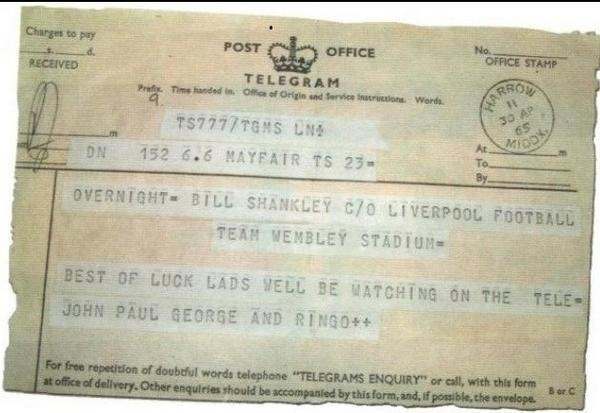 Charges to pay
s. d.
RECEIVED
POST OFFICE
TELEGRAM
Prefix. Time handed in. Office of Origin and Service Instructions. Words.
9
m
No.
OFFICE STAMP
HARROW
11
30 AP
65
MIDDX.
At m
To
By
TS777/TGMS LN
DN 152 6.6 MAYFAIR TS 23=
OVERNIGHT= BILL SHANKLEY C/O LIVERPOOL FOOTBALL
TEAM WEMBLEY STADIUM=
BEST OF LUCK LADS WELL BE WATCHING ON THE TELE=
JOHN PAUL GEORGE AND RINGO++
For free repetition of doubtful words telephone "TELEGRAMS ENQUIRY" or call, with this form
at office of delivery. Other enquiries should be accompanied by this form, and, if possible, the envelope.
B or C